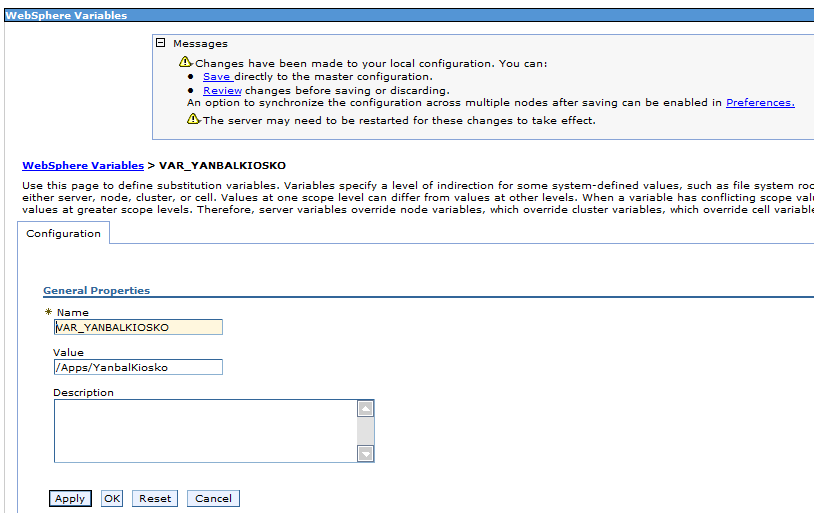 WebSphere Variables
Messages
Changes have been made to your local configuration. You can:
Save directly to the master configuration.
Review changes before saving or discarding.
An option to synchronize the configuration across multiple nodes after saving can be enabled in Preferences.
The server may need to be restarted for these changes to take effect.
WebSphere Variables > VAR_YANBALKIOSKO
Use this page to define substitution variables. Variables specify a level of indirection for some system-defined values, such as file system roo
either server, node, cluster, or cell. Values at one scope level can differ from values at other levels. When a variable has conflicting scope valu
values at greater scope levels. Therefore, server variables override node variables, which override cluster variables, which override cell variable
Configuration
General Properties
* Name
VAR_YANBALKIOSKO
Value
/Apps/YanbalKiosko
Description
Apply OK Reset Cancel